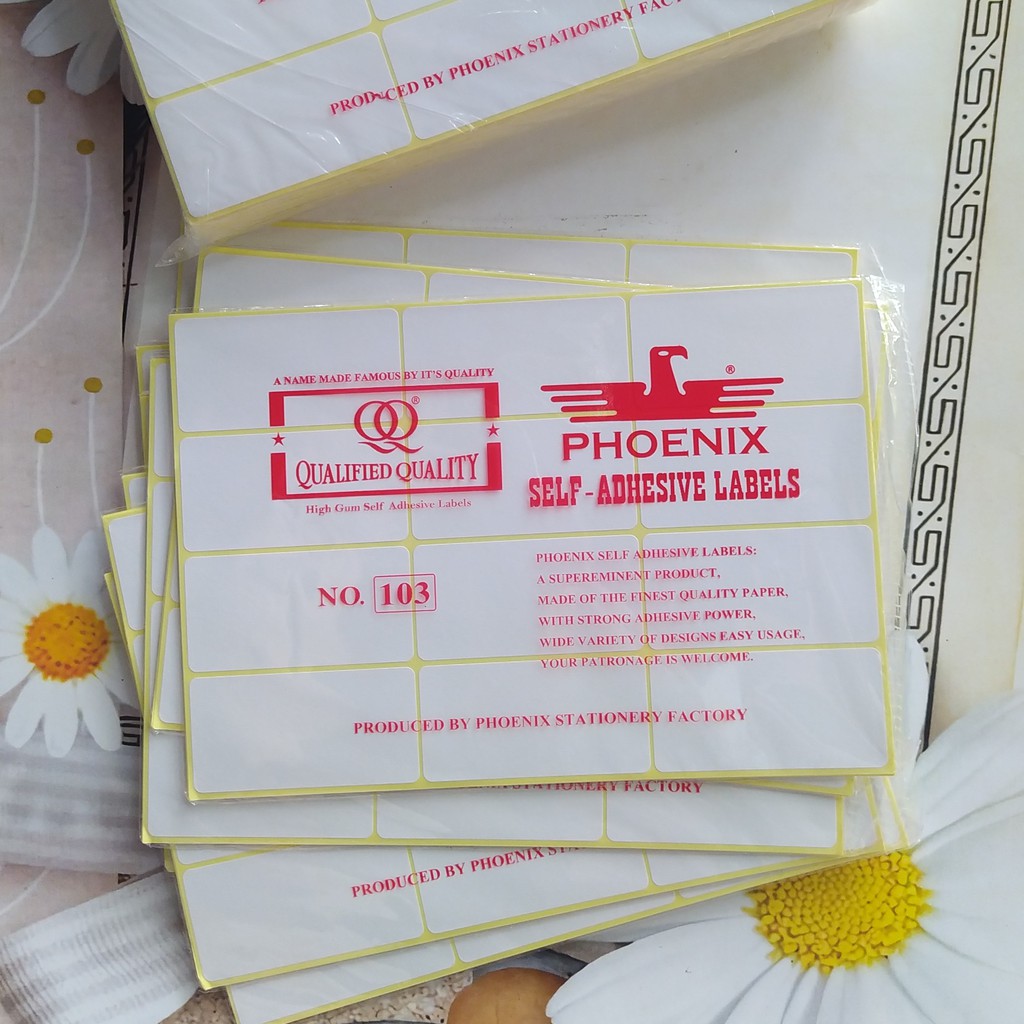 PRODUCED BY PHOENIX STATIONERY FACTORY
A NAME MADE FAMOUS BY IT'S QUALITY
QQ®
QUALIFIED QUALITY
High Gum Self Adhesive Labels
®
PHOENIX
SELF-ADHESIVE LABELS
NO. 103
PHOENIX SELF ADHESIVE LABELS:
A SUPEREMINENT PRODUCT,
MADE OF THE FINEST QUALITY PAPER,
WITH STRONG ADHESIVE POWER,
WIDE VARIETY OF DESIGNS EASY USAGE,
YOUR PATRONAGE IS WELCOME.
PRODUCED BY PHOENIX STATIONERY FACTORY
STATIONERY FACTORY
PRODUCED BY PHOENIX